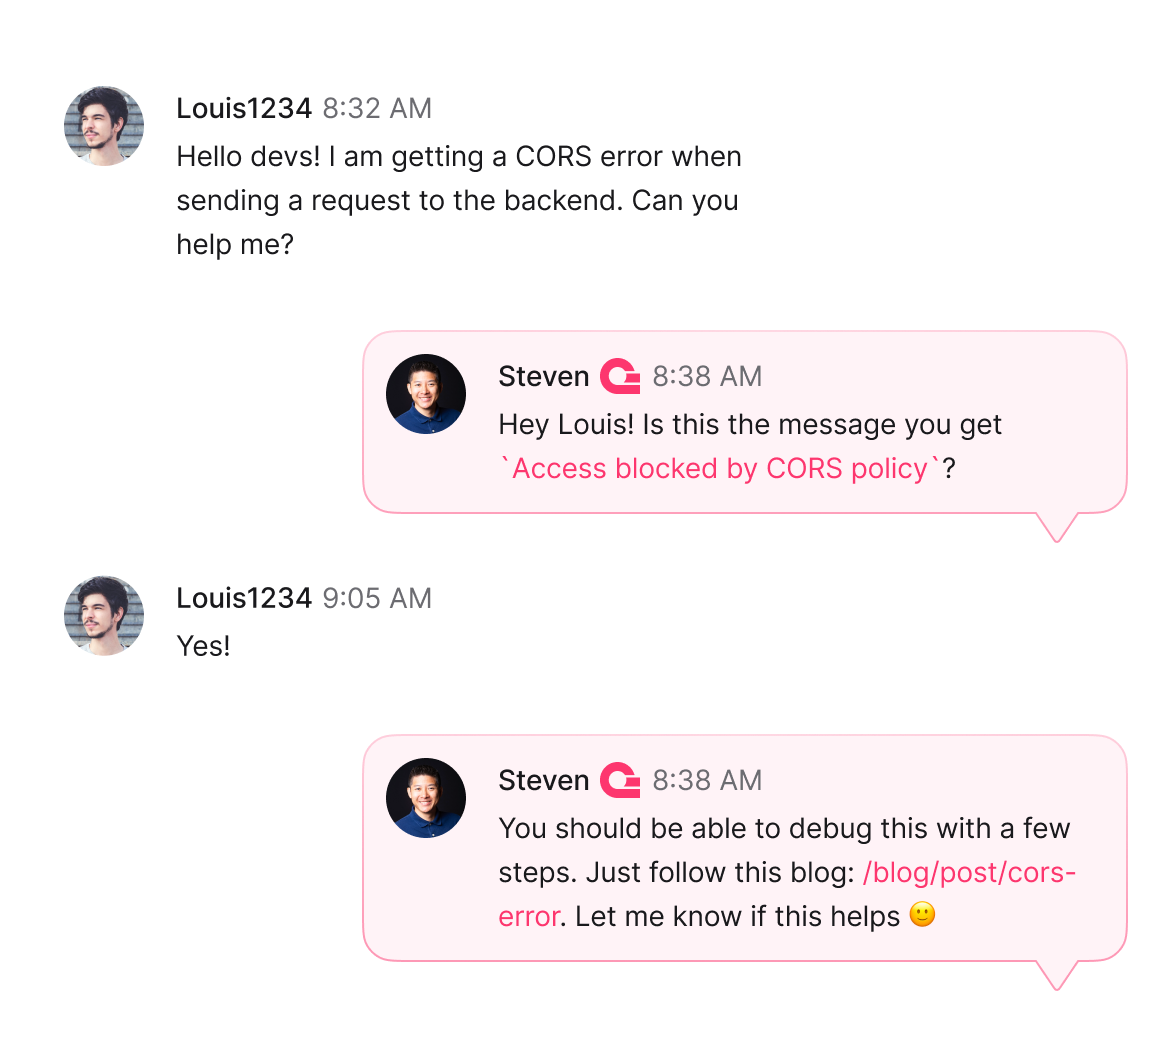 Louis1234 8:32 AM
Hello devs! I am getting a CORS error when
sending a request to the backend. Can you
help me?
Steven 8:38 AM
Hey Louis! Is this the message you get
`Access blocked by CORS policy`?
Louis1234 9:05 AM
Yes!
Steven 8:38 AM
You should be able to debug this with a few
steps. Just follow this blog: /blog/post/cors-
error. Let me know if this helps 🙂